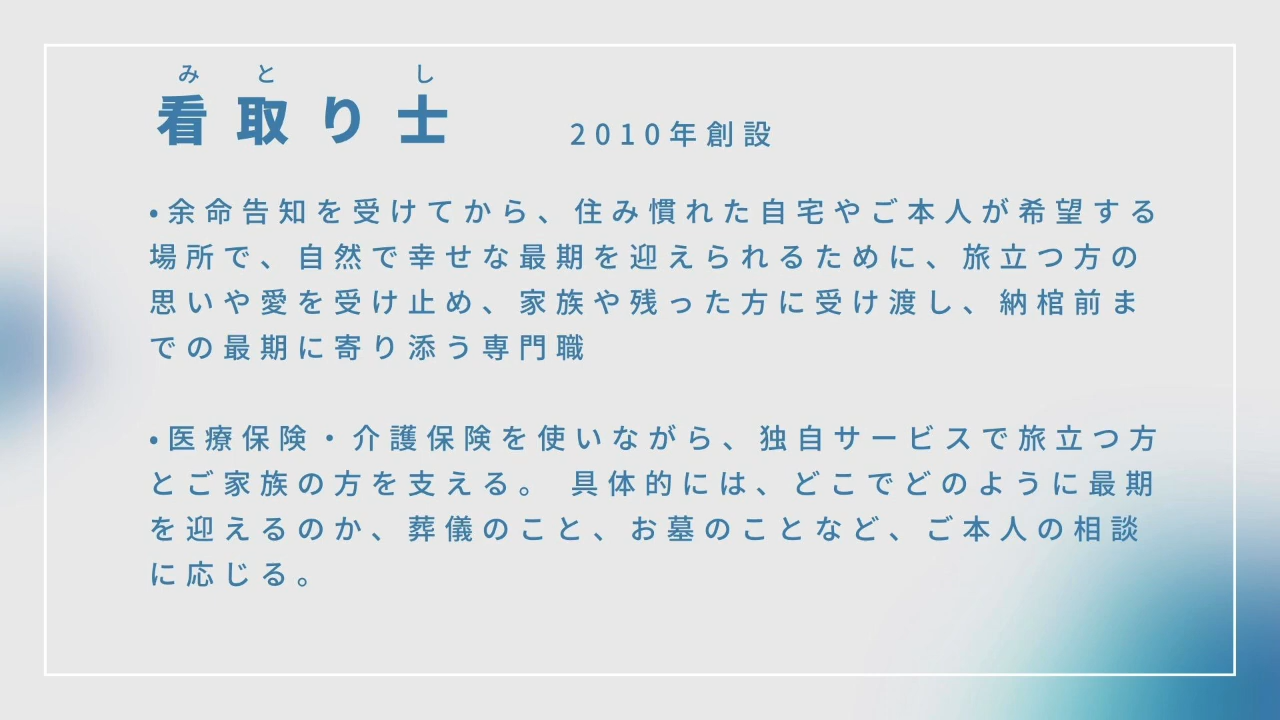 みとし
看取り士
2010年創設
•余命告知を受けてから、住み慣れた自宅やご本人が希望する
場所で、自然で幸せな最期を迎えられるために、旅立つ方の
思いや愛を受け止め、家族や残った方に受け渡し、納棺前ま
での最期に寄り添う専門職
•医療保険・介護保険を使いながら、独自サービスで旅立つ方
とご家族の方を支える。 具体的には、どこでどのように最期
を迎えるのか、葬儀のこと、お墓のことなど、ご本人の相談
に応じる。